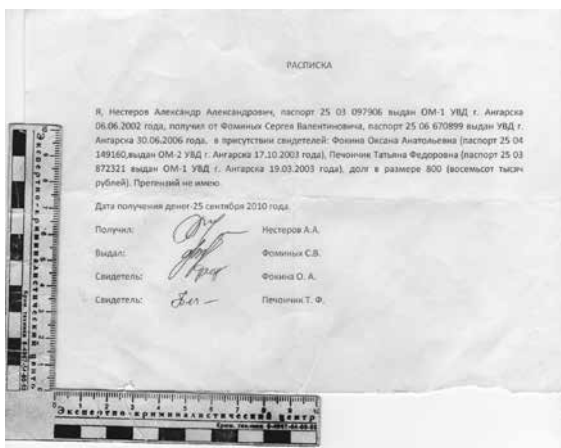 РАСПИСКА
Я, Нестеров Александр Александрович, паспорт 25 03 097906 выдан ОМ-1 УВД г. Ангарска
06.06.2002 года, получил от Фоминых Сергея Валентиновича, паспорт 25 06 670899 выдан УВД г.
Ангарска 30.06.2006 года, в присутствии свидетелей: Фокина Оксана Анатольевна (паспорт 25 04
149160,выдан ОМ-2 УВД г. Ангарска 17.10.2003 года), Печончик Татьяна Федоровна (паспорт 25 03
872321 выдан ОМ-1 УВД г. Ангарска 19.03.2003 года), долг в размере 800 (восемьсот тысяч
рублей). Претензий не имею.
Дата получения денег-25 сентября 2010 года.
Получил: Нестеров А.А.
Выдал: Фоминых С.В.
Свидетель: Фокина О. А.
Свидетель: Печончик Т. Ф.
Экспертно-криминалистический центр
Экспертно-криминалистический центр